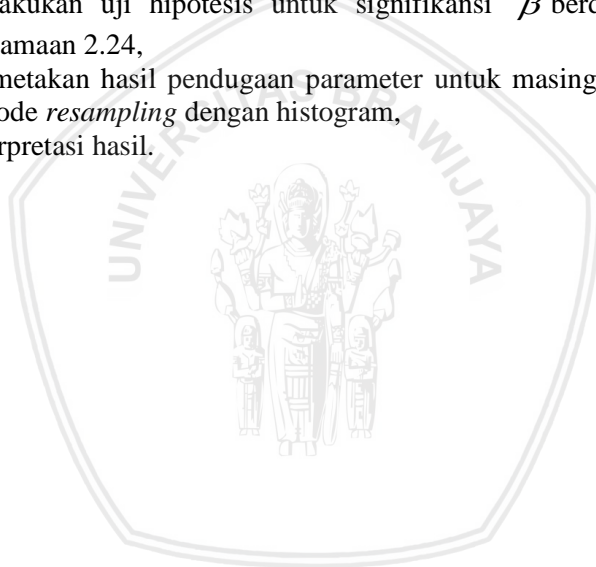 akukan uji hipotesis untuk signifikansi β berd
amaan 2.24,
metakan hasil pendugaan parameter untuk masing
ode resampling dengan histogram,
rpretasi hasil.
UNIVERSITAS BRAWIJAYA